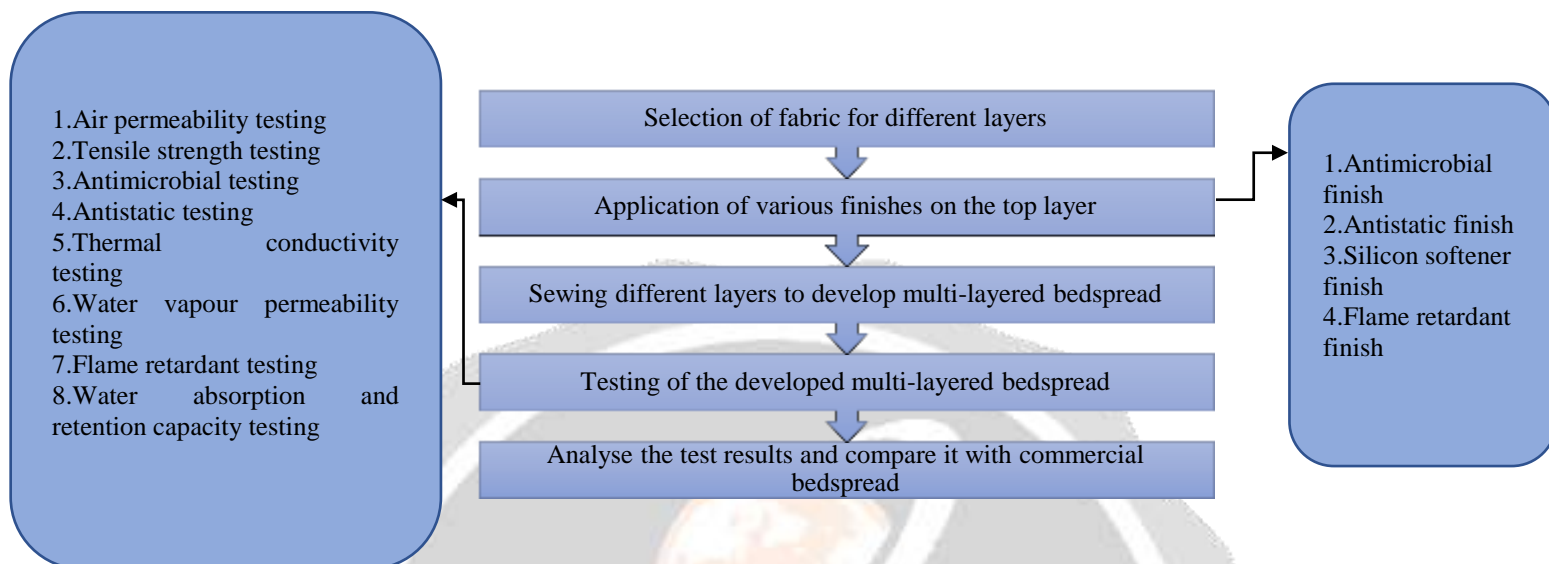 1.Air permeability testing
2.Tensile strength testing
3.Antimicrobial testing
4.Antistatic testing
5.Thermal conductivity
testing
6.Water vapour permeability
testing
7.Flame retardant testing
8.Water absorption and
retention capacity testing
Selection of fabric for different layers
Application of various finishes on the top layer
Sewing different layers to develop multi-layered bedspread
Testing of the developed multi-layered bedspread
Analyse the test results and compare it with commercial
bedspread
1.Antimicrobial
finish
2.Antistatic finish
3.Silicon softener
finish
4.Flame retardant
finish